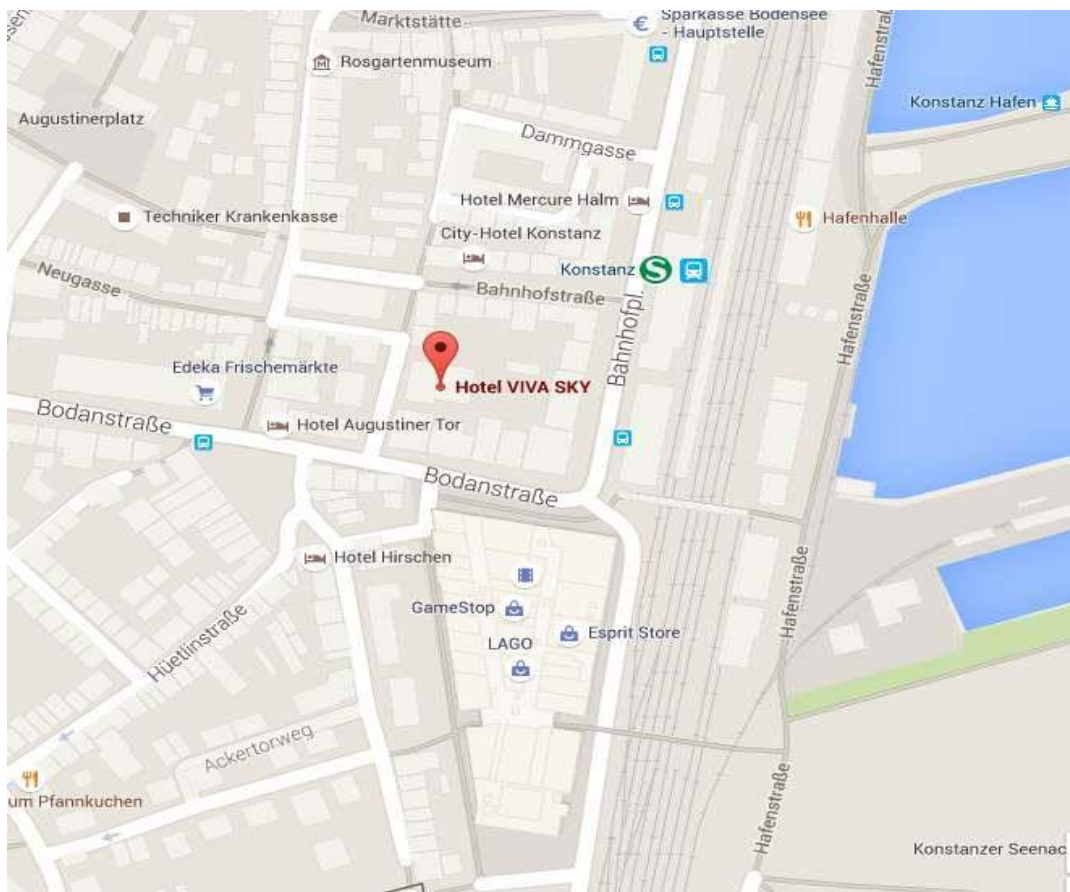 Marktstätte
Sparkasse Bodensee
- Hauptstelle
€
Rosgartenmuseum
Hafenstraße
Konstanz Hafen
Augustinerplatz
Dammgasse
Hotel Mercure Halm
Techniker Krankenkasse
Hafenhalle
City-Hotel Konstanz
Konstanz
S
Neugasse
Bahnhofstraße
Bahnhofpl.
Hafenstraße
Edeka Frischemärkte
Hotel VIVA SKY
Bodanstraße
Hotel Augustiner Tor
Bodanstraße
Hotel Hirschen
GameStop
Esprit Store
LAGO
Hafenstraße
Hüetlinstraße
Ackertorweg
um Pfannkuchen
Hafenstraße
Konstanzer Seenac